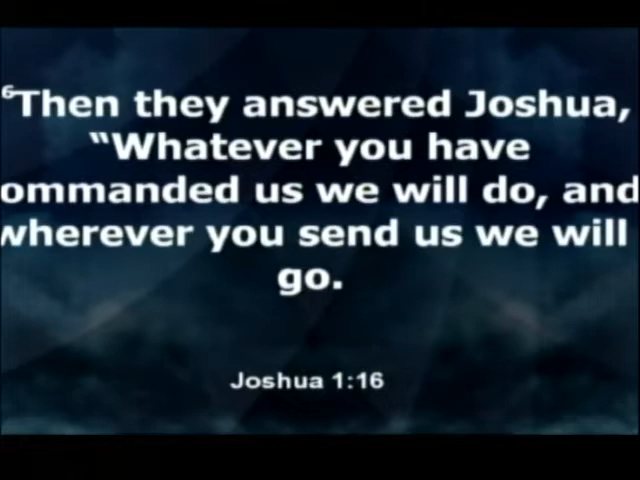 ⁶Then they answered Joshua,
“Whatever you have
ommanded us we will do, and
wherever you send us we will
go.
Joshua 1:16